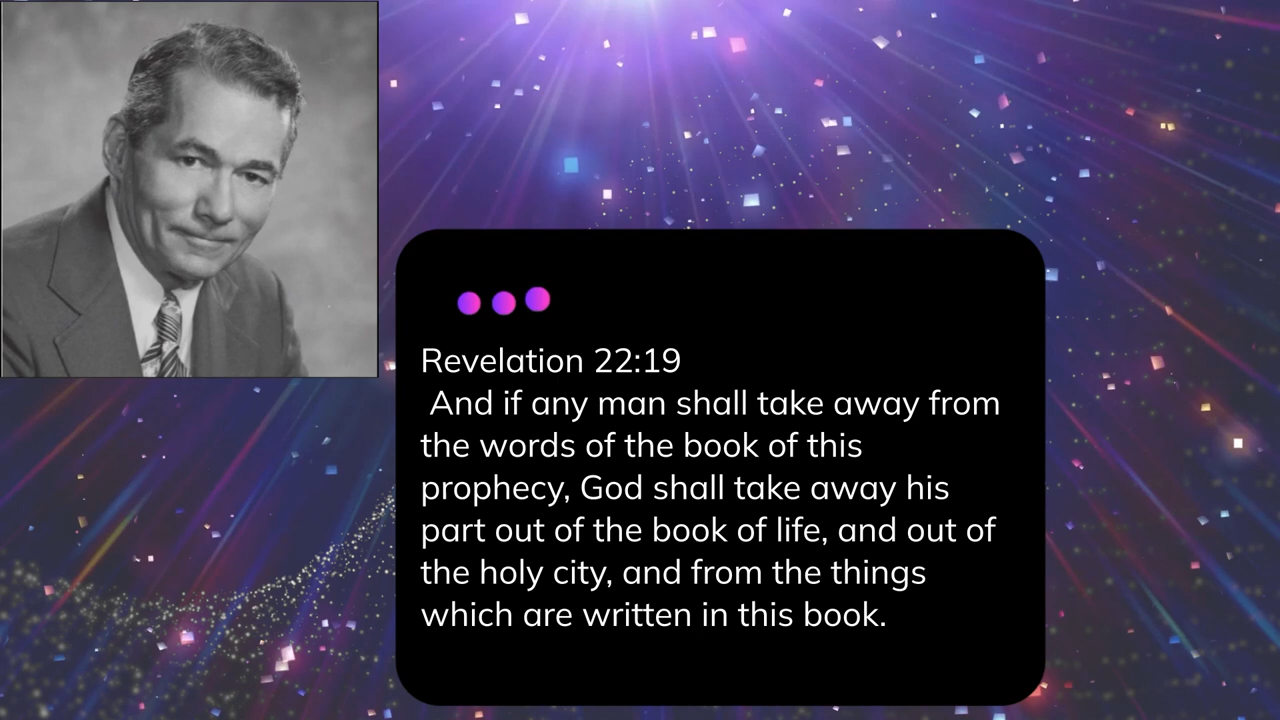 Revelation 22:19
And if any man shall take away from
the words of the book of this
prophecy, God shall take away his
part out of the book of life, and out of
the holy city, and from the things
which are written in this book.